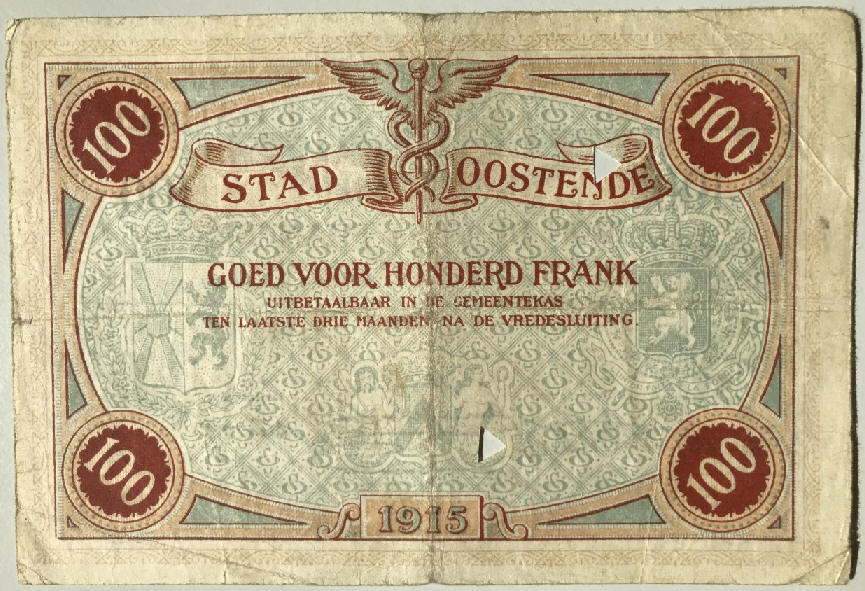 100
100
STAD OOSTENDE
GOED VOOR HONDERD FRANK
UITBETAALBAAR IN DE GEMEENTEKAS
TEN LAATSTE DRIE MAANDEN NA DE VREDESLUITING.
100
100
1915